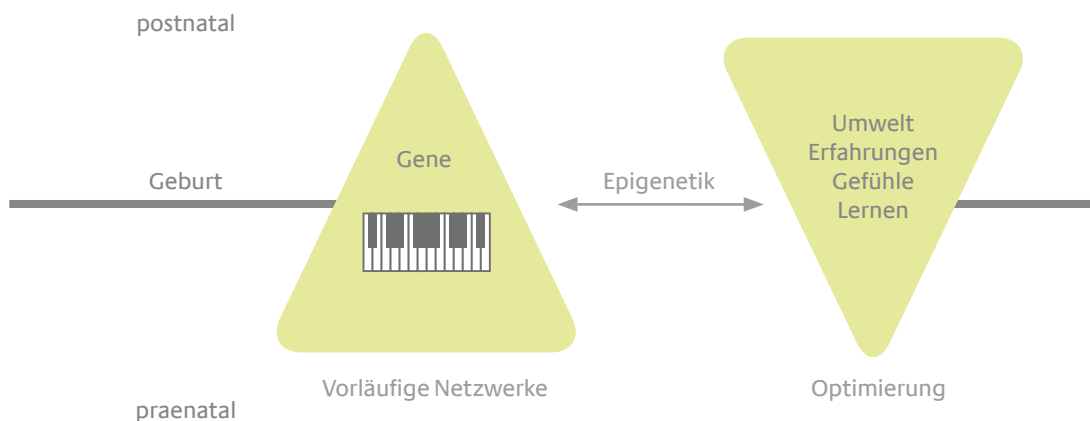 postnatal
Gene
Umwelt
Erfahrungen
Gefühle
Lernen
Geburt
Epigenetik
Vorläufige Netzwerke
Optimierung
praenatal